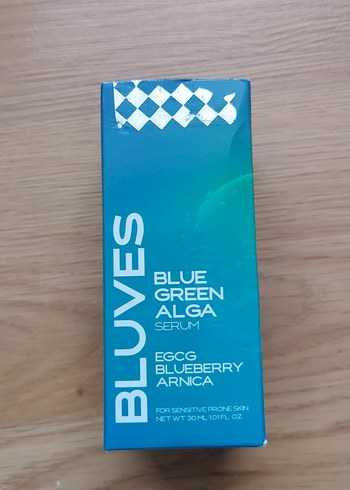 BLUVES
BLUE
GREEN
ALGA
SERUM
EGCG
BLUEBERRY
ARNICA
FOR SENSITIVE PRONE SKIN
NET WT 30 ML 1.01 FL. OZ.